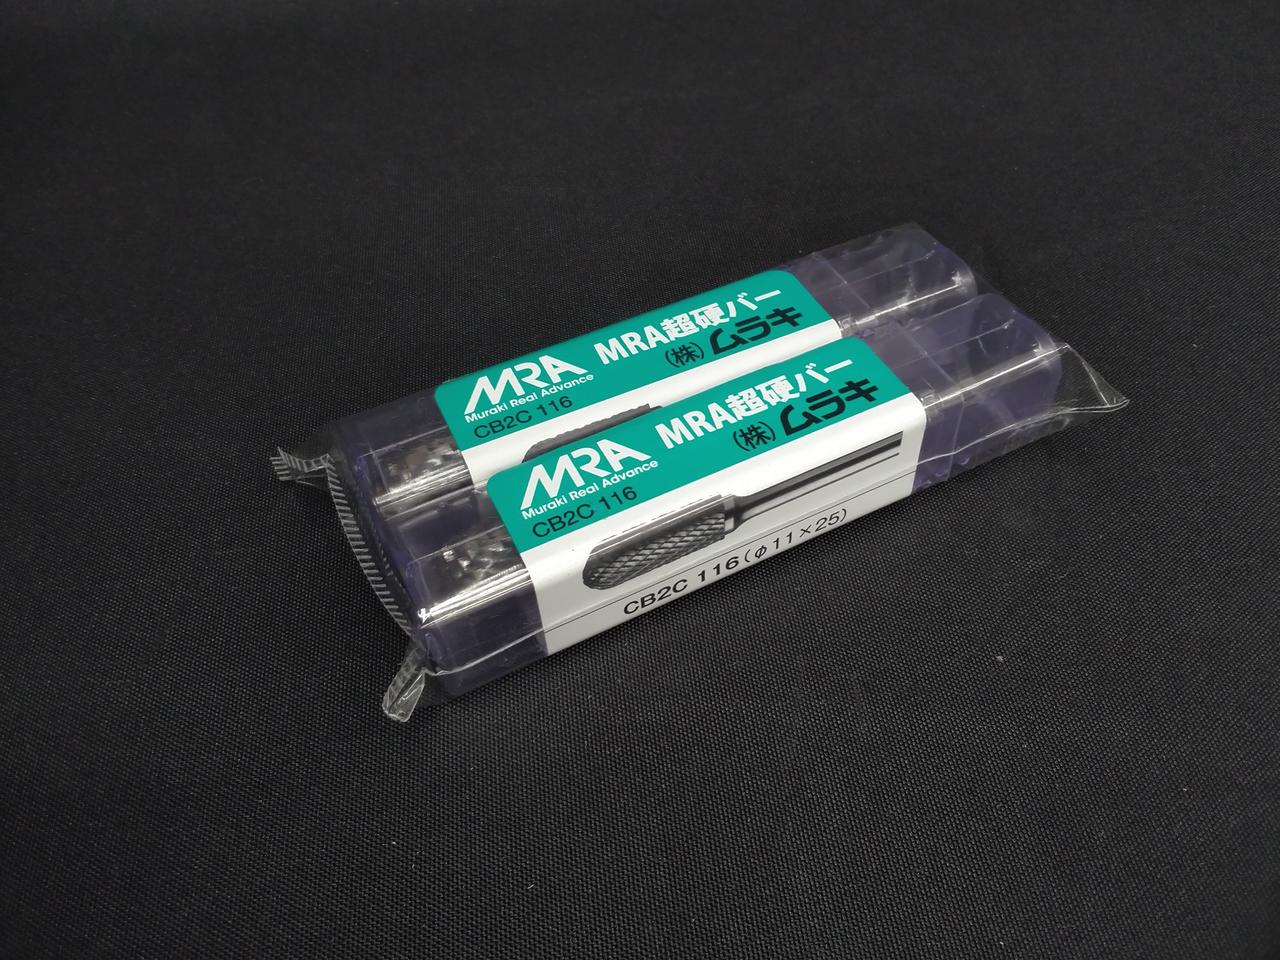 MRA
Muraki Real Advance
CB2C 116
MRA超硬バー
(株)ムラキ
MRA
Muraki Real Advance
CB2C 116
MRA超硬バー
(株)ムラキ
CB2C 116(φ11×25)